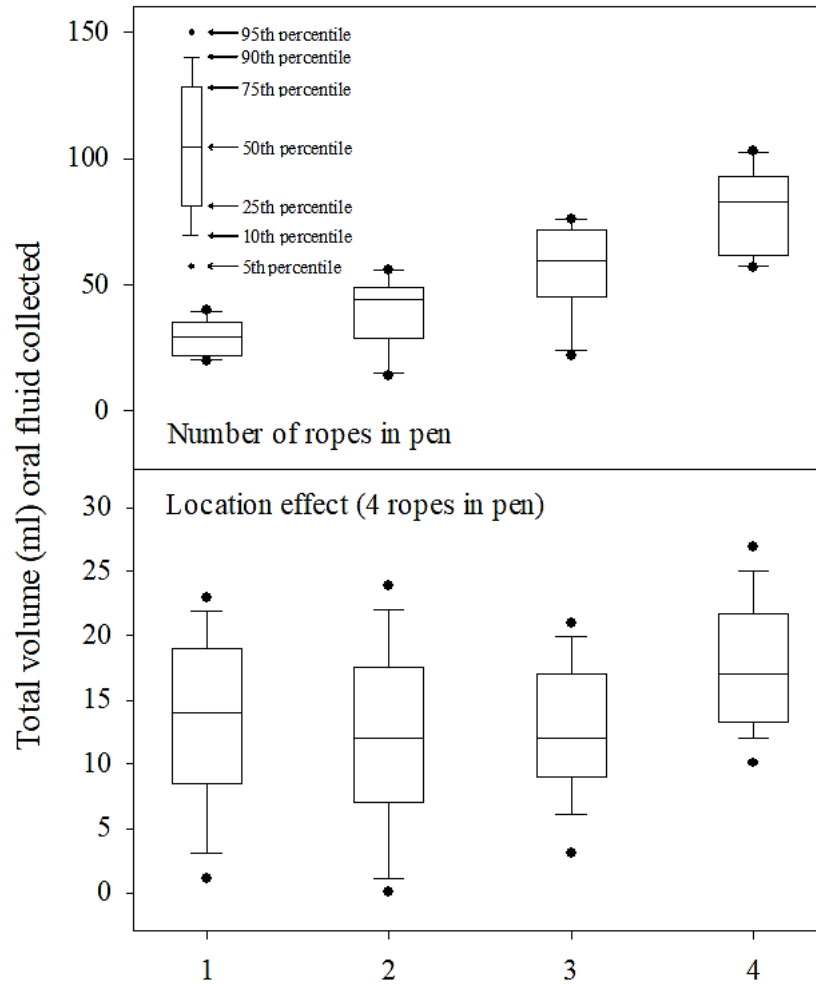 Total volume (ml) oral fluid collected
150
100
50
0
95th percentile
90th percentile
75th percentile
50th percentile
25th percentile
10th percentile
5th percentile
Number of ropes in pen
Location effect (4 ropes in pen)
30
25
20
15
10
5
0
1 2 3 4